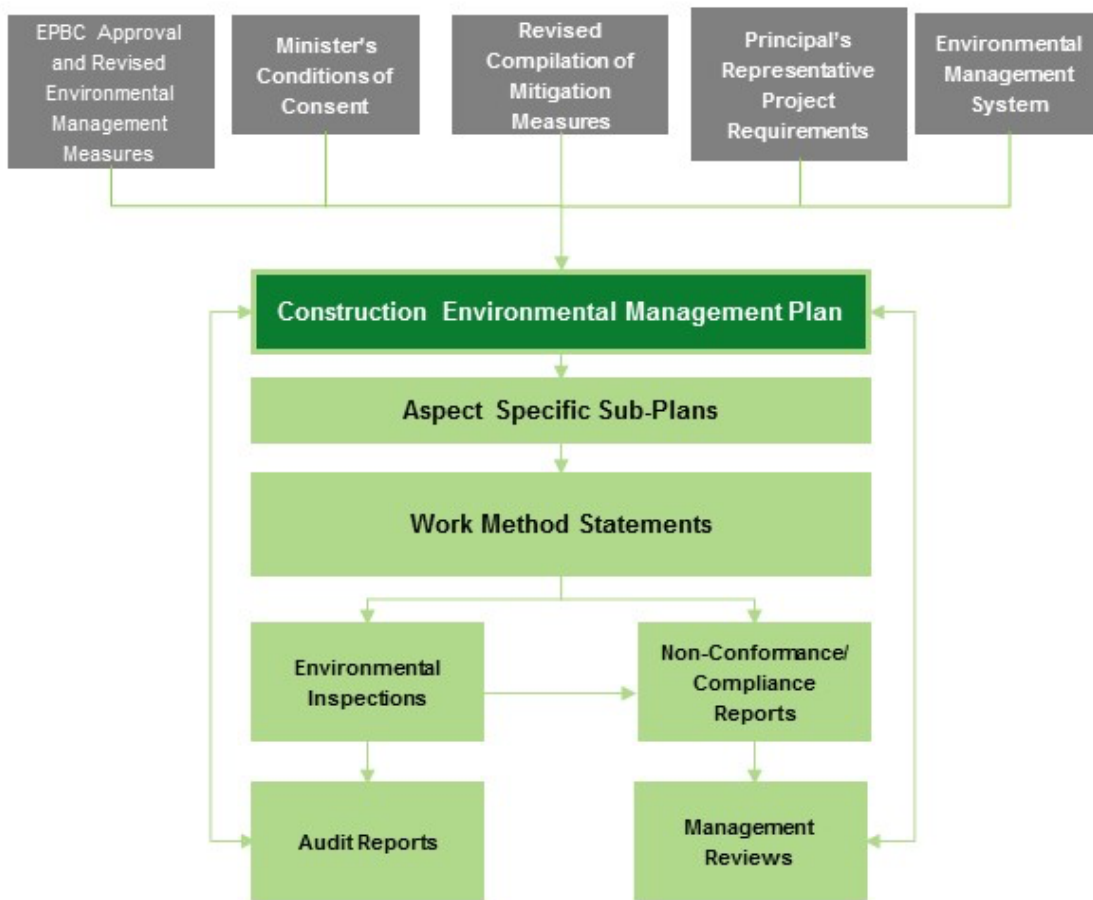 EPBC Approval
and Revised
Environmental
Management
Measures
Minister's
Conditions of
Consent
Revised
Compilation of
Mitigation
Measures
Principal's
Representative
Project
Requirements
Environmental
Management
System
Construction Environmental Management Plan
Aspect Specific Sub-Plans
Work Method Statements
Environmental
Inspections
Non-Conformance/
Compliance
Reports
Audit Reports
Management
Reviews